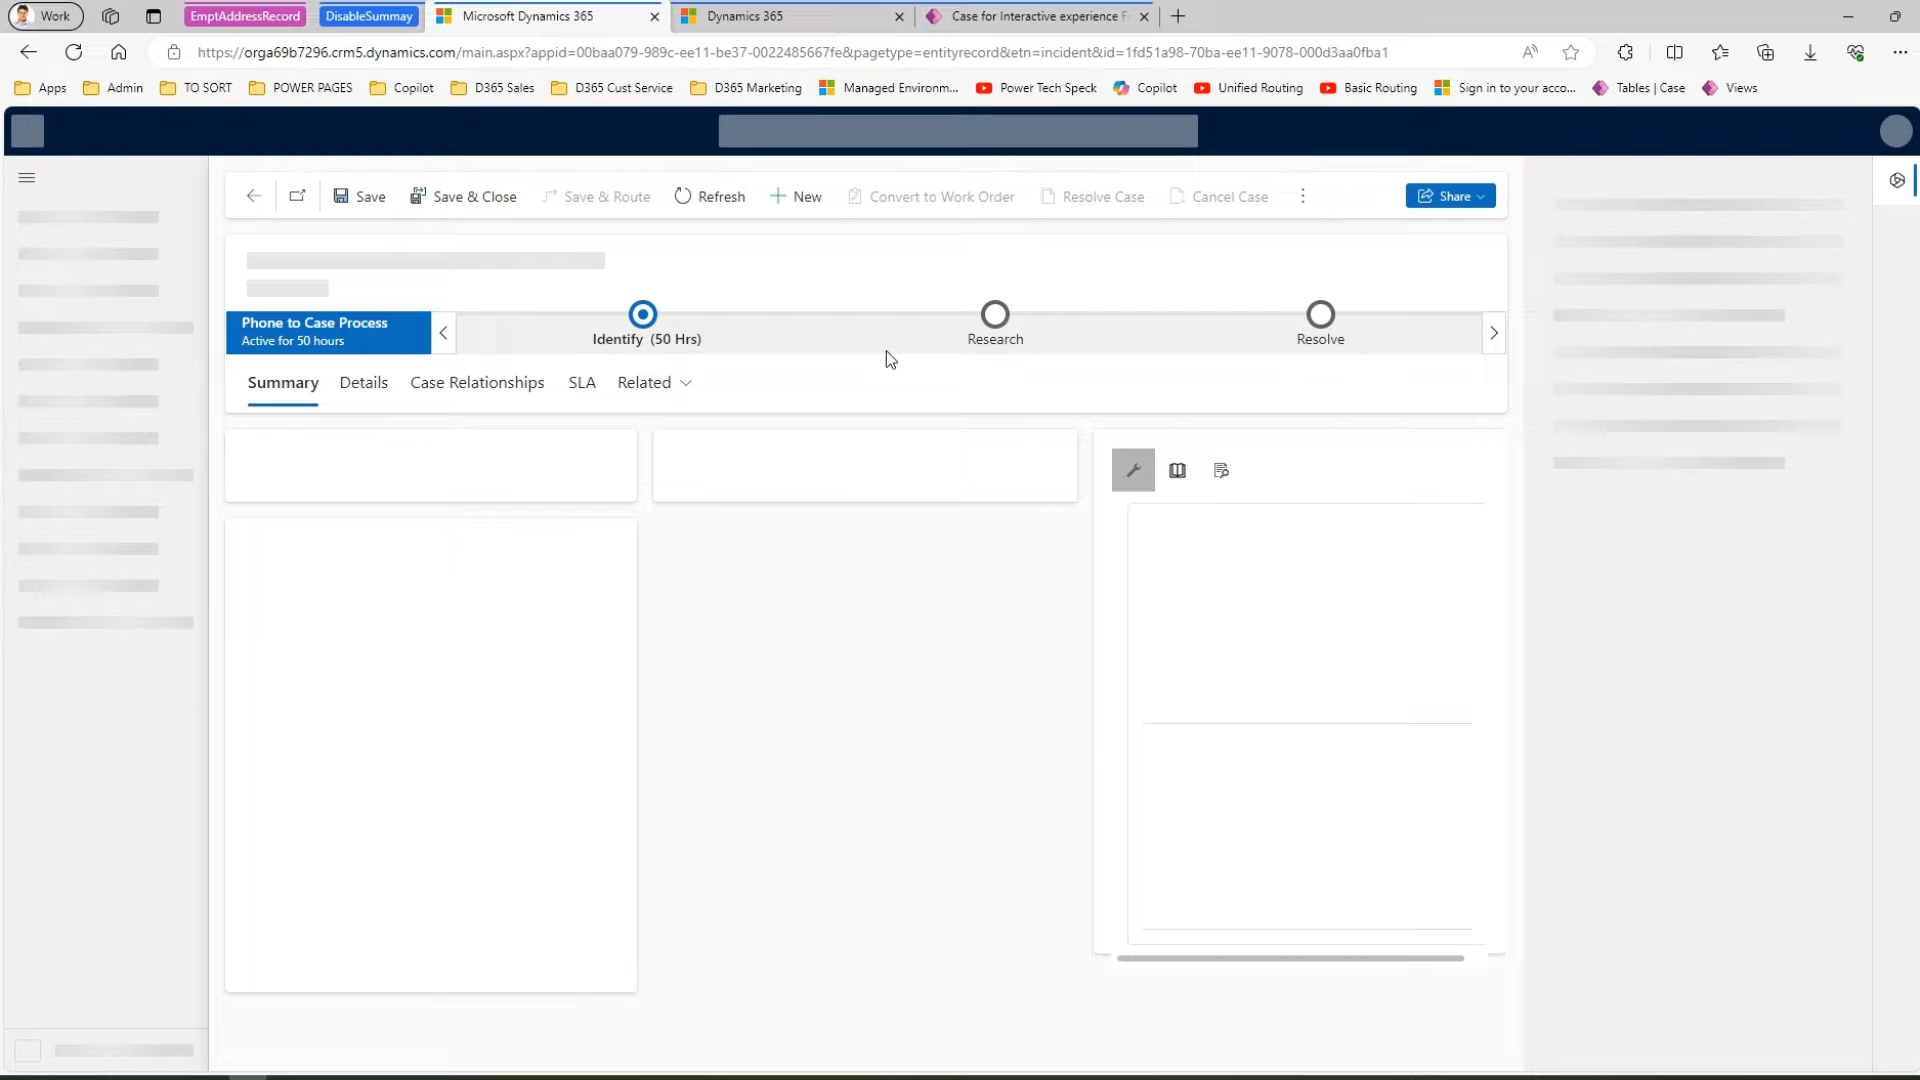 Work
EmptAddressRecord
DisableSummay
Microsoft Dynamics 365
Dynamics 365
Case for Interactive experience F
https://orga69b7296.crm5.dynamics.com/main.aspx?appid=00baa079-989c-ee11-be37-0022485667fe&pagetype=entityrecord&etn=incident&id=1fd51a98-70ba-ee11-9078-000d3aa0fba1
Apps
Admin
TO SORT
POWER PAGES
Copilot
D365 Sales
D365 Cust Service
D365 Marketing
Managed Environm...
Power Tech Speck
Copilot
Unified Routing
Basic Routing
Sign in to your acco...
Tables | Case
Views
Save
Save & Close
Save & Route
Refresh
New
Convert to Work Order
Resolve Case
Cancel Case
Share
Phone to Case Process
Active for 50 hours
Identify (50 Hrs)
Research
Resolve
Summary
Details
Case Relationships
SLA
Related